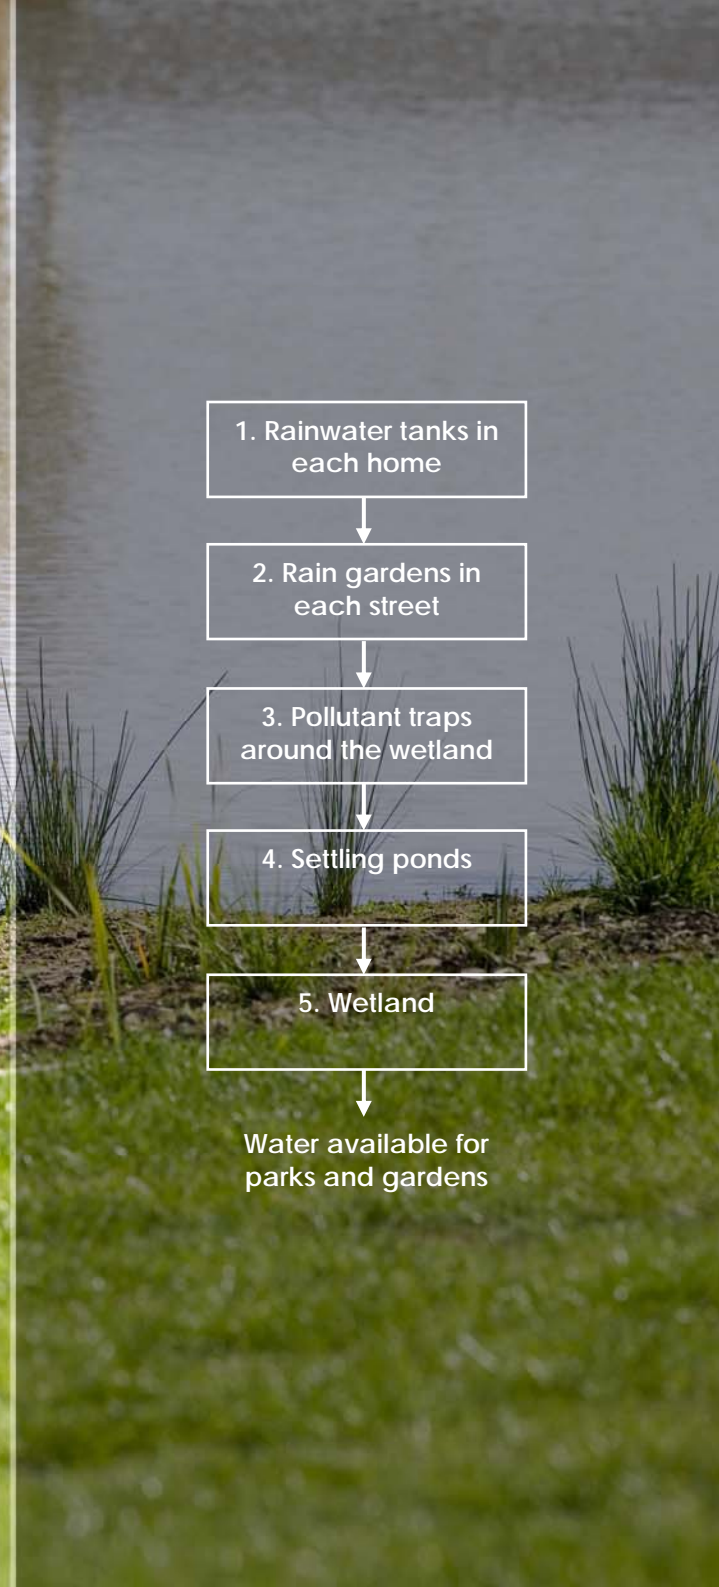 1. Rainwater tanks in
each home
2. Rain gardens in
each street
3. Pollutant traps
around the wetland
4. Settling ponds
5. Wetland
Water available for
parks and gardens